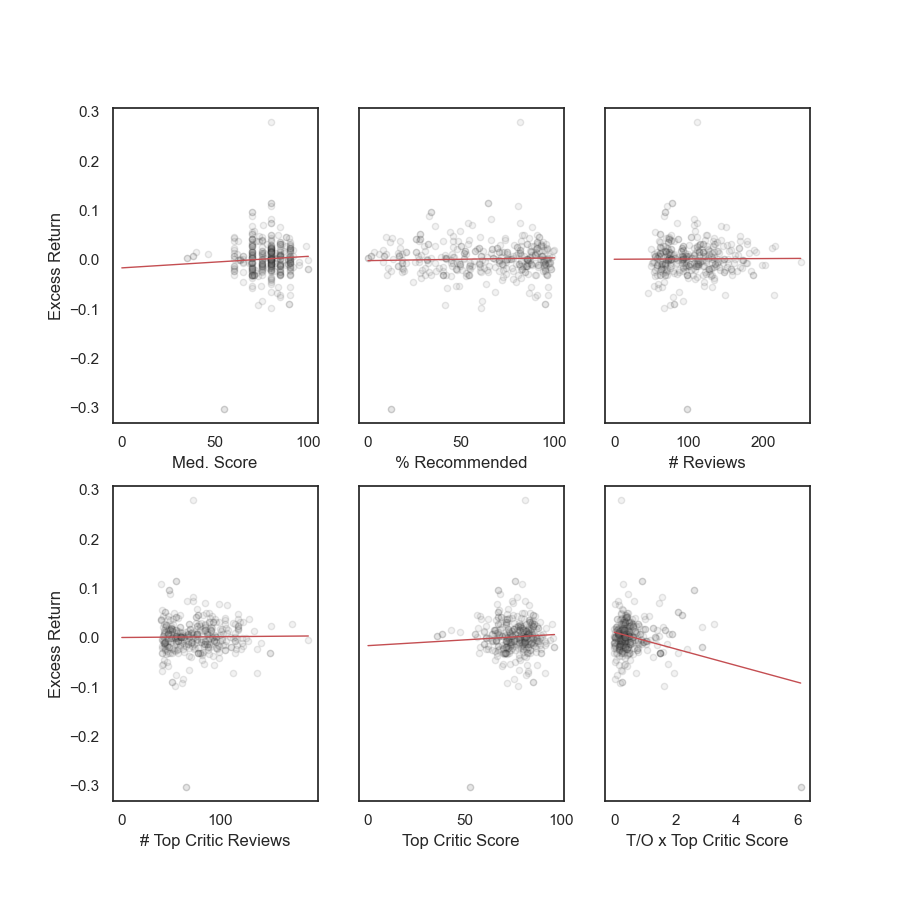 0.3
0.2
0.1
0.0
−0.1
−0.2
−0.3
Excess Return
0 50 100
Med. Score
0 50 100
% Recommended
0 100 200
# Reviews
0.3
0.2
0.1
0.0
−0.1
−0.2
−0.3
Excess Return
0 100
# Top Critic Reviews
0 50 100
Top Critic Score
0 2 4 6
T/O x Top Critic Score